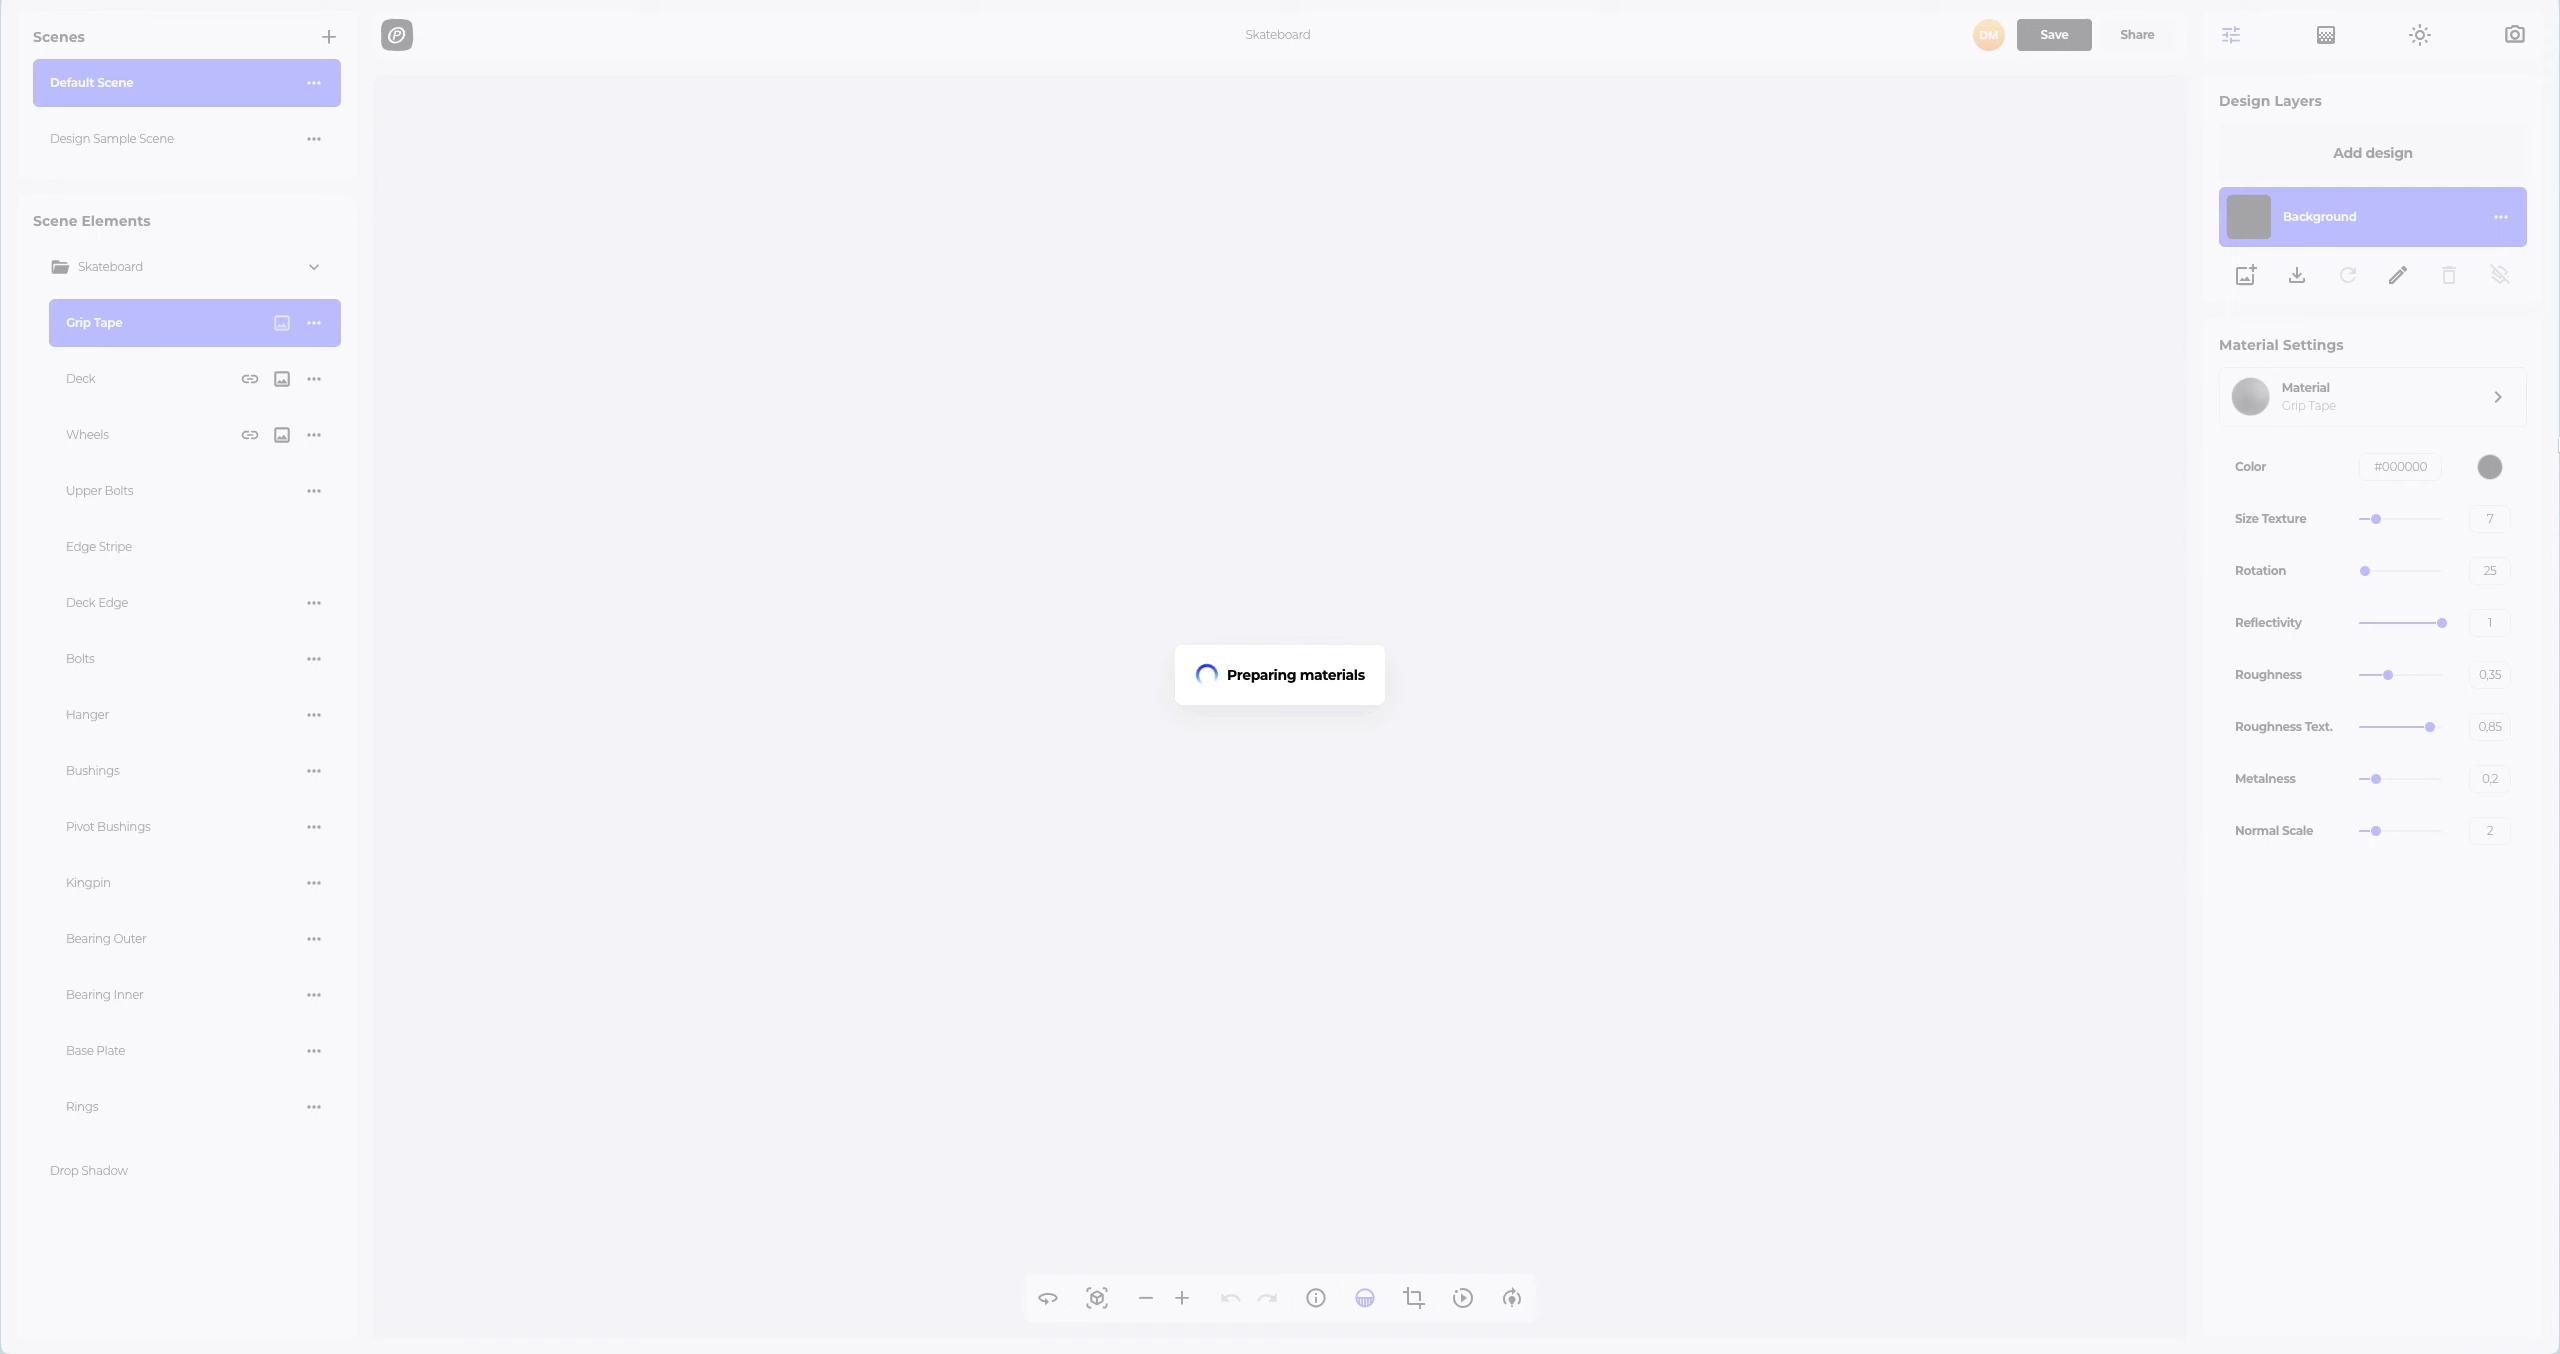 Scenes
Default Scene
Design Sample Scene
Scene Elements
Skateboard
Grip Tape
Deck
Wheels
Upper Bolts
Edge Stripe
Deck Edge
Bolts
Hanger
Bushings
Pivot Bushings
Kingpin
Bearing Outer
Bearing Inner
Base Plate
Rings
Drop Shadow
Skateboard
DM
Save
Share
Preparing materials
Design Layers
Add design
Background
Material Settings
Material
Grip Tape
Color #000000
Size Texture 7
Rotation 25
Reflectivity 1
Roughness 0,35
Roughness Text. 0,85
Metalness 0,2
Normal Scale 2